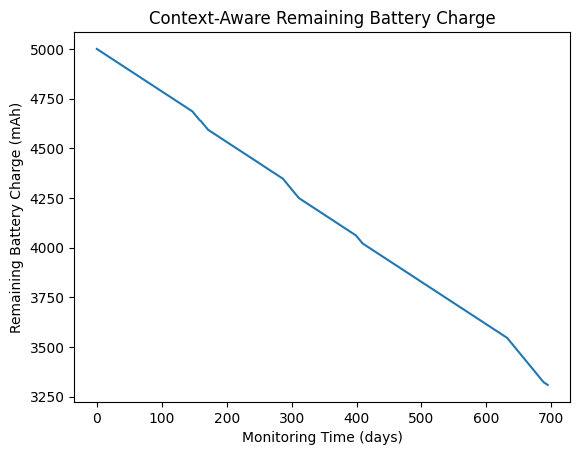 Context-Aware Remaining Battery Charge
5000
4750
4500
4250
4000
3750
3500
3250
Remaining Battery Charge (mAh)
0 100 200 300 400 500 600 700
Monitoring Time (days)